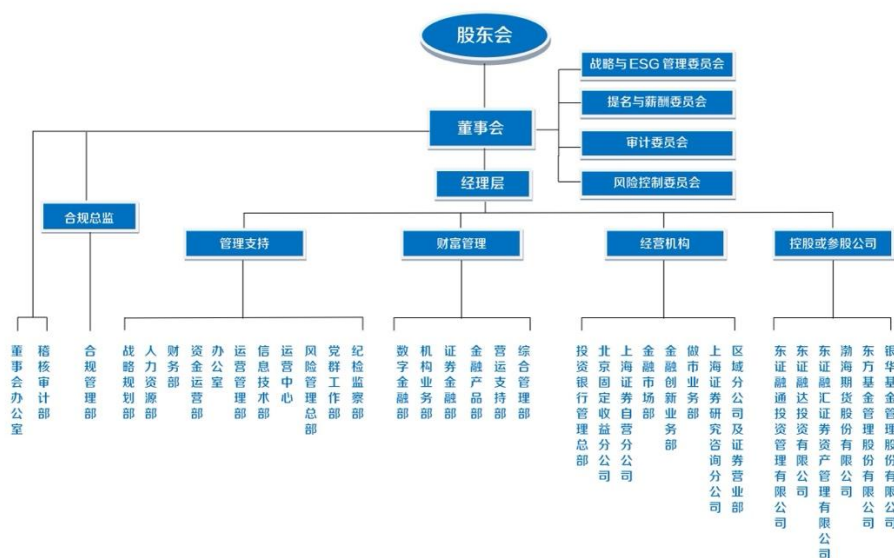 股东会
战略与ESG管理委员会
提名与薪酬委员会
董事会
审计委员会
经理层
风险控制委员会
合规总监
管理支持
财富管理
经营机构
控股或参股公司
董事会办公室
稽核审计部
合规管理部
战略规划部
人力资源部
财务部
资金运营部
办公室
运营管理部
信息技术部
运营中心
风险管理总部
党群工作部
纪检监察部
数字金融部
机构业务部
证券金融部
金融产品部
营运支持部
综合管理部
投资银行管理总部
北京固定收益分公司
上海证券自营分公司
金融市场部
金融创新业务部
做市业务部
上海证券研究咨询分公司
区域分公司及证券营业部
东证融通投资管理有限公司
东证融达投资有限公司
东证融汇证券资产管理有限公司
渤海期货股份有限公司
东方基金管理股份有限公司
银华基金管理股份有限公司